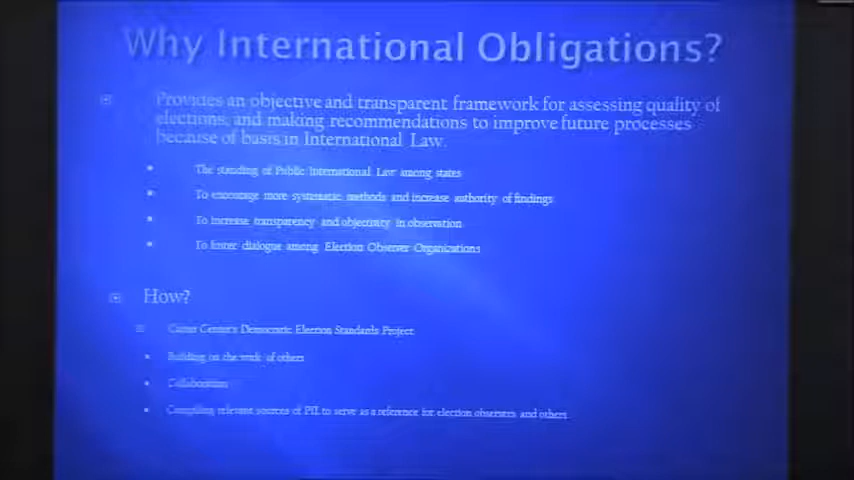 Why International Obligations?
Provides an objective and transparent framework for assessing quality of
elections, and making recommendations to improve future processes
because of basis in International Law.
The standing of Public International Law among states
To encourage more systematic methods and increase authority of findings
To increase transparency and objectivity in observation
To foster dialogue among Election Observer Organizations
How?
Carter Center's Democratic Election Standards Project
Building on the work of others
Collaboration
Compiling relevant sources of PIL to serve as a reference for election observers and others